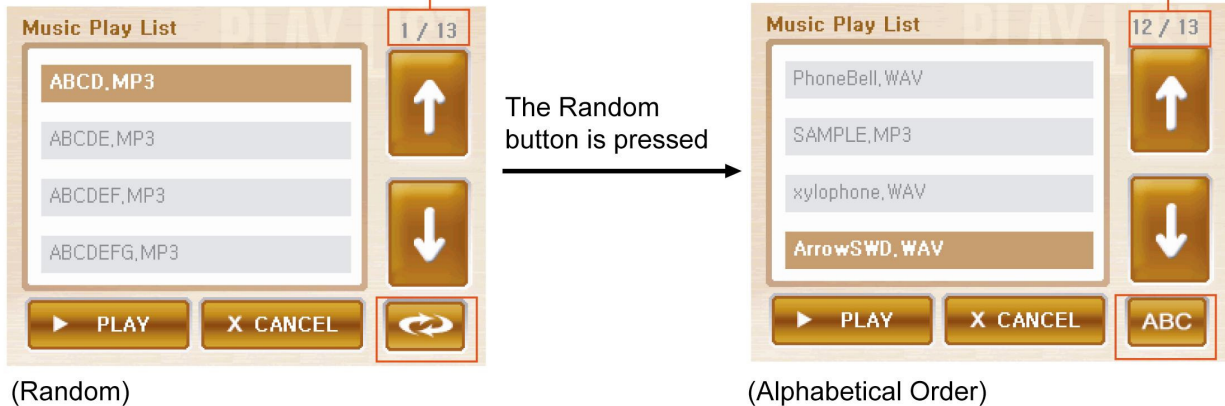 Music Play List
1 / 13
ABCD.MP3
ABCDE.MP3
ABCDEF.MP3
ABCDEFG.MP3
PLAY
X CANCEL
(Random)
The Random
button is pressed
Music Play List
12 / 13
PhoneBell.WAV
SAMPLE.MP3
xylophone.WAV
ArrowSWD.WAV
PLAY
X CANCEL
ABC
(Alphabetical Order)